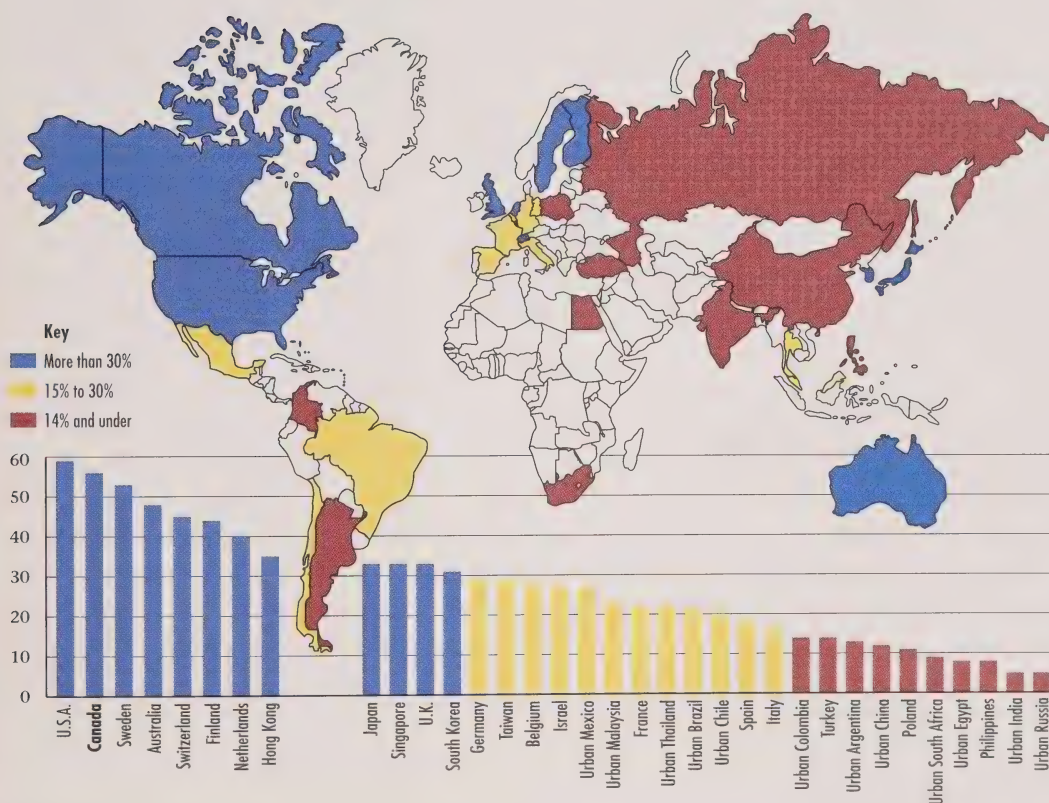 Key
More than 30%
15% to 30%
14% and under
60
50
40
30
20
10
0
U.S.A.
Canada
Sweden
Australia
Switzerland
Finland
Netherlands
Hong Kong
Japan
Singapore
U.K.
South Korea
Germany
Taiwan
Belgium
Israel
Urban Mexico
Urban Malaysia
France
Urban Thailand
Urban Brazil
Urban Chile
Spain
Italy
Urban Colombia
Turkey
Urban Argentina
Urban China
Poland
Urban South Africa
Urban Egypt
Philippines
Urban India
Urban Russia